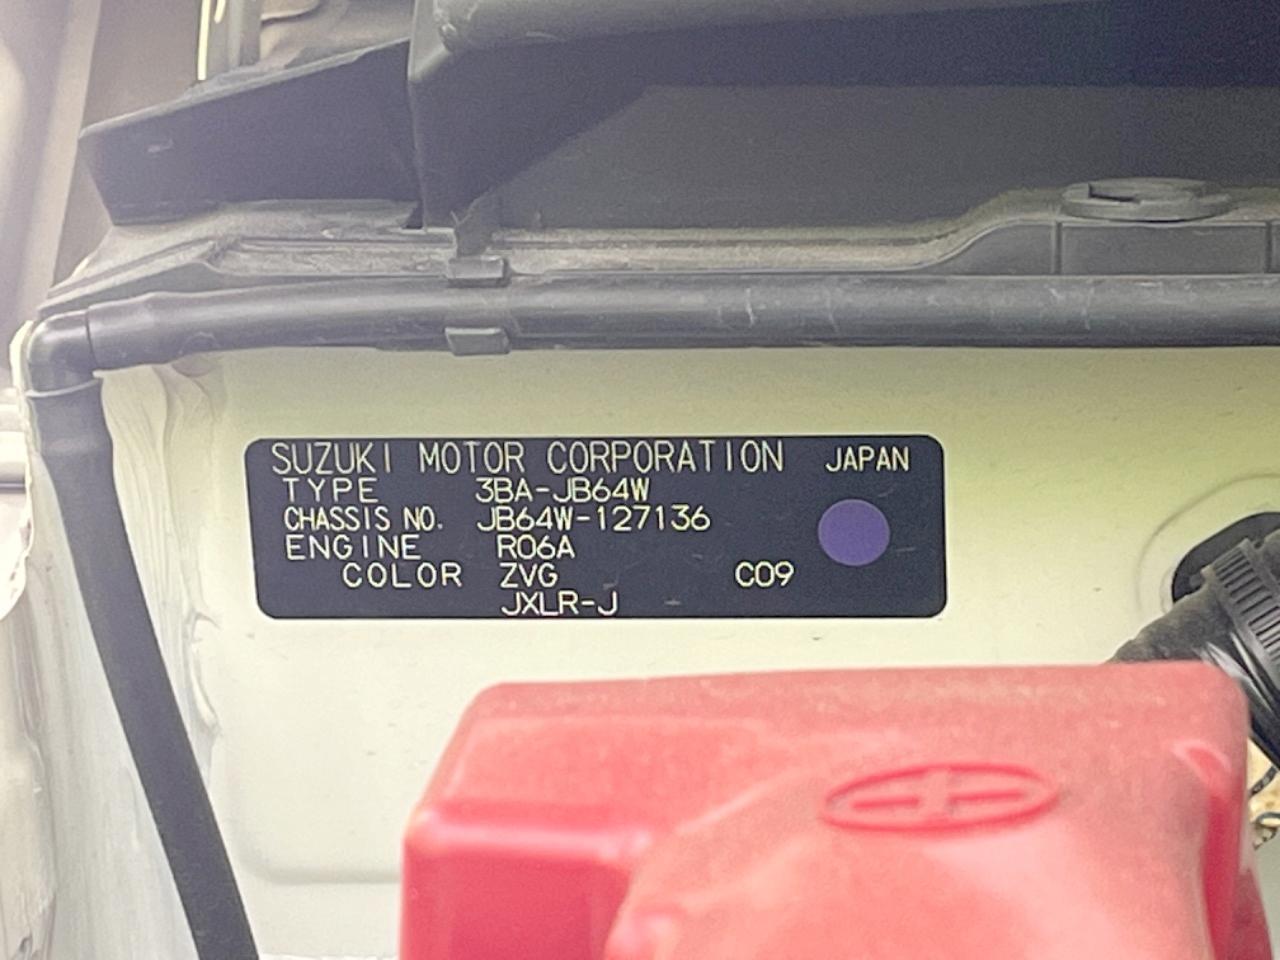 SUZUKI MOTOR CORPORATION JAPAN
TYPE 3BA-JB64W
CHASSIS NO. JB64W-127136
ENGINE R06A
COLOR ZVG C09
JXLR-J -